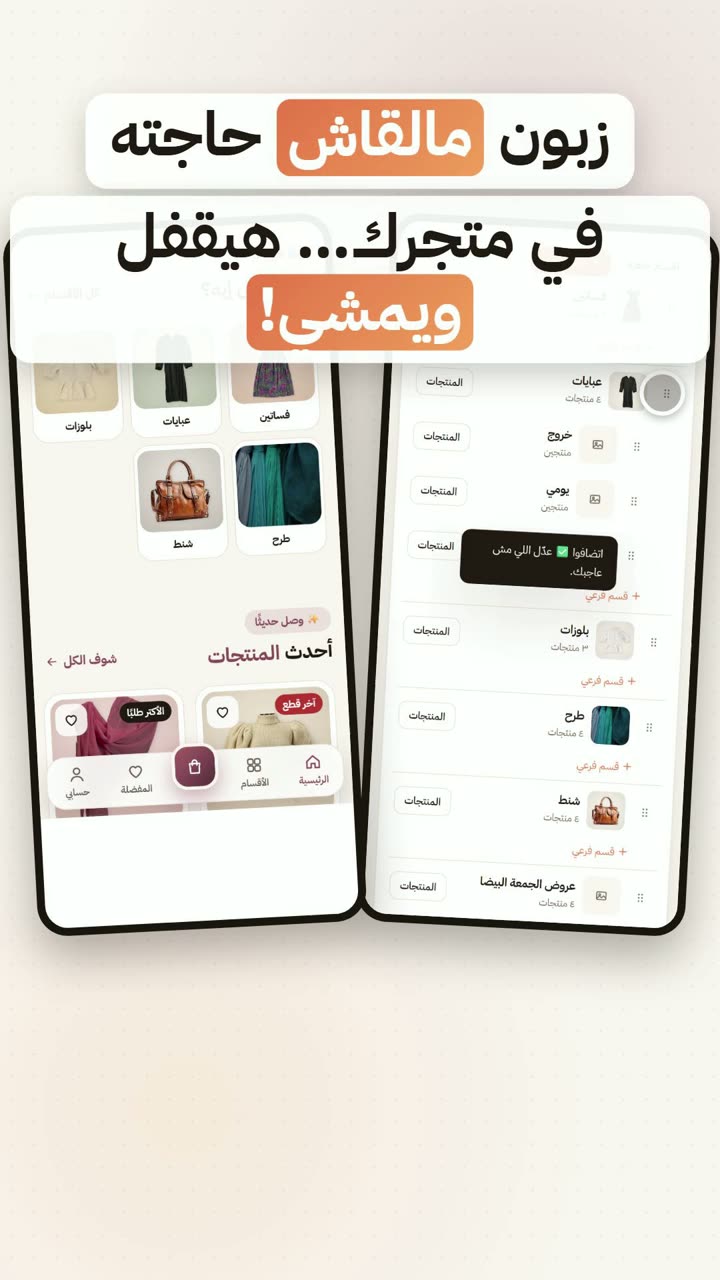 زبون مالقاش حاجته
في متجرك... هيقفل
ويمشي!
بلوزات
عبايات
فساتين
شنط
طرح
✨ وصل حديثًا
أحدث المنتجات
شوف الكل ←
الأكثر طلبًا
آخر قطع
حسابي
المفضلة
الأقسام
الرئيسية
عبايات
٤ منتجات
المنتجات
خروج
منتجين
المنتجات
يومي
منتجين
المنتجات
المنتجات
اتضافوا ✅ عدّل اللي مش
عاجبك.
+ قسم فرعي
بلوزات
٣ منتجات
المنتجات
+ قسم فرعي
طرح
٤ منتجات
المنتجات
+ قسم فرعي
شنط
٤ منتجات
المنتجات
+ قسم فرعي
عروض الجمعة البيضا
٤ منتجات
المنتجات